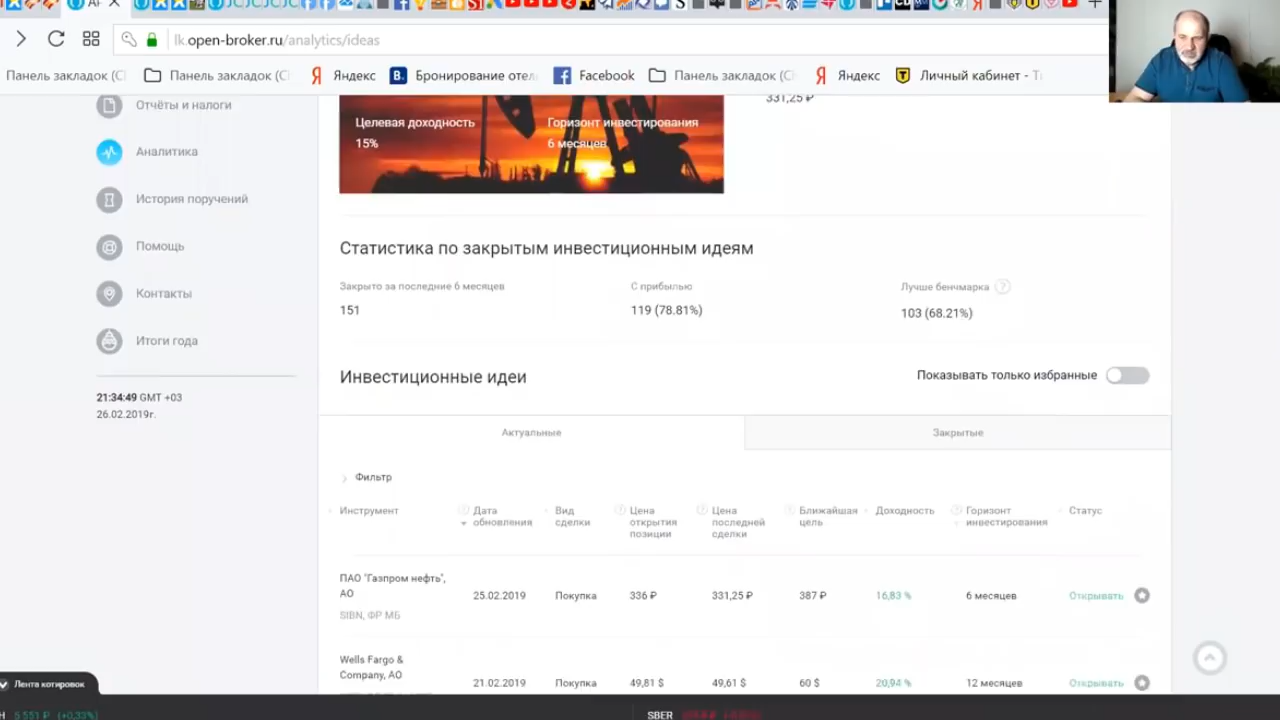 lk.open-broker.ru/analytics/ideas
Панель закладок (С
Панель закладок (С
Яндекс
B. Бронирование отел
Facebook
Панель закладок (С
Яндекс
Личный кабинет - Т
Отчёты и налоги
Аналитика
История поручений
Помощь
Контакты
Итоги года
21:34:49 GMT +03
26.02.2019г.
Целевая доходность
15%
Горизонт инвестирования
6 месяцев
331,25 ₽
Статистика по закрытым инвестиционным идеям
Закрыто за последние 6 месяцев
151
С прибылью
119 (78.81%)
Лучше бенчмарка ?
103 (68.21%)
Инвестиционные идеи
Показывать только избранные
Актуальные
Закрытые
Фильтр
Инструмент
Дата
обновления
Вид
сделки
Цена
открытия
позиции
Цена
последней
сделки
Ближайшая
цель
Доходность
Горизонт
инвестирования
Статус
ПАО "Газпром нефть",
АО
SIBN, ФР МБ
25.02.2019
Покупка
336 ₽
331,25 ₽
387 ₽
16,83 %
6 месяцев
Открывать
Wells Fargo &
Company, АО
21.02.2019
Покупка
49,81 $
49,61 $
60 $
20,94 %
12 месяцев
Открывать
Лента котировок
5 551 ₽ (+0,33%)
SBER